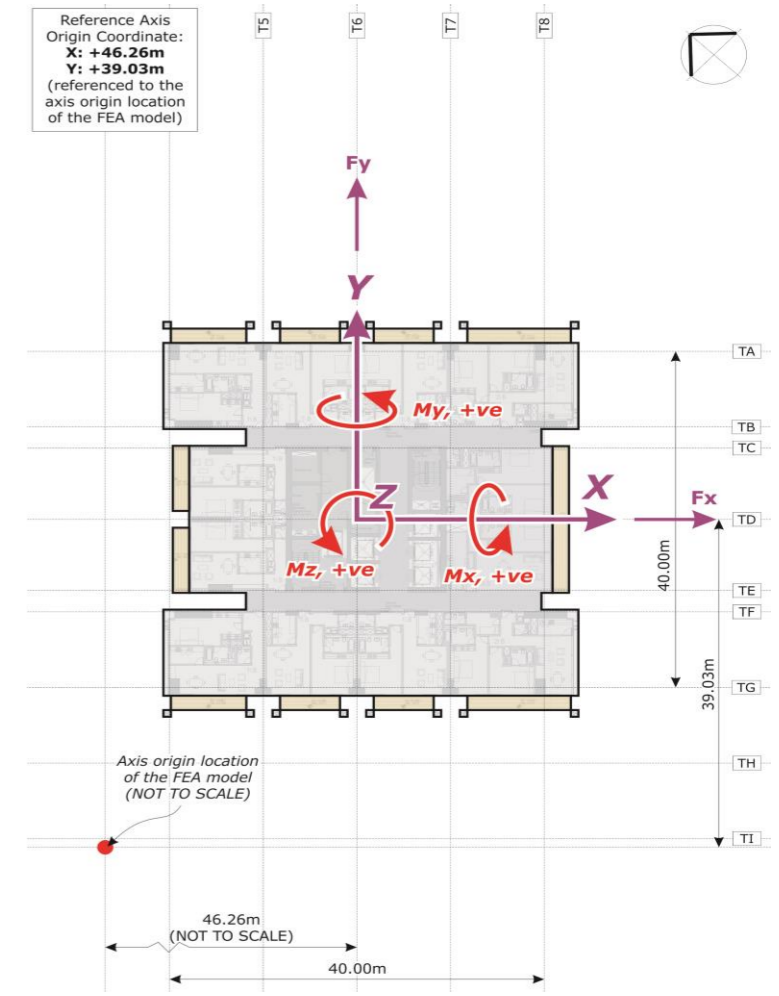 Reference Axis
Origin Coordinate:
X: +46.26m
Y: +39.03m
(referenced to the
axis origin location
of the FEA model)
T5
T6
T7
T8
Fy
Y
TA
My, +ve
TB
TC
Z
X
Fx
TD
Mz, +ve
Mx, +ve
40.00m
TE
TF
39.03m
TG
Axis origin location
of the FEA model
(NOT TO SCALE)
TH
TI
46.26m
(NOT TO SCALE)
40.00m